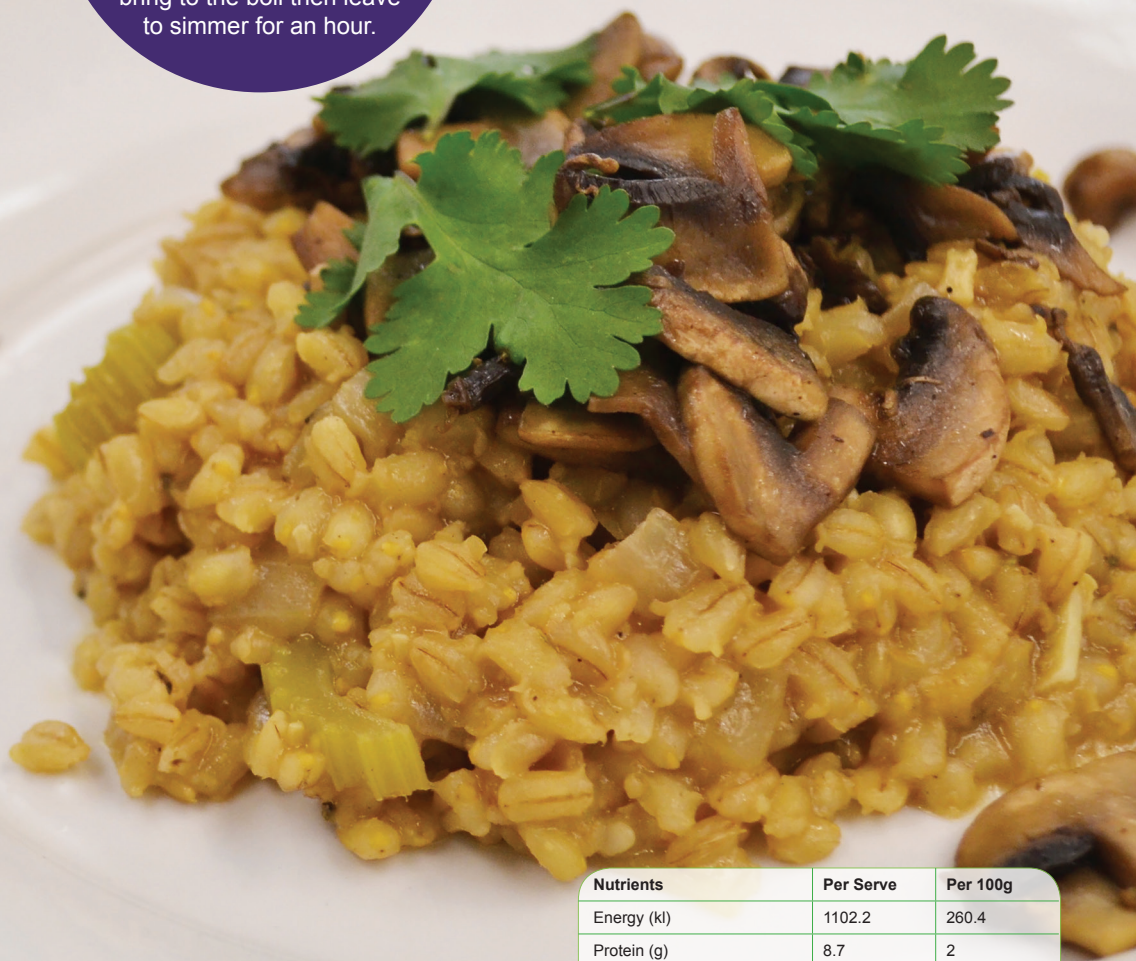 bring to the boil then leave
to simmer for an hour.
Nutrients Per Serve Per 100g
Energy (kl) 1102.2 260.4
Protein (g) 8.7 2